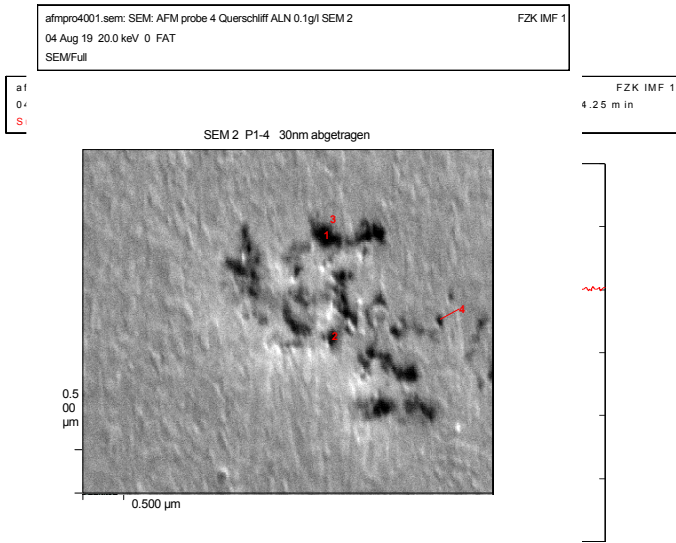 afmpro4001.sem: SEM: AFM probe 4 Querschliff ALN 0.1g/l SEM 2 FZK IMF 1
04 Aug 19 20.0 keV 0 FAT
SEM/Full
af FZK IMF 1
04 4.25 min
S
SEM 2 P1-4 30nm abgetragen
3
1
4
2
0.5
00
µm
0.500 µm